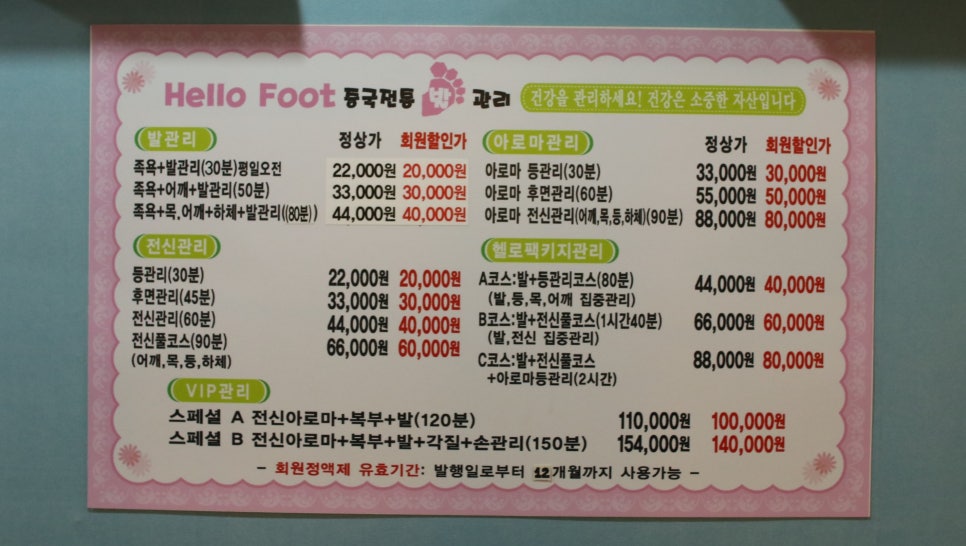 Hello Foot 중국전통 발 관리 건강을 관리하세요! 건강은 소중한 자산입니다
발관리 정상가 회원할인가
족욕+발관리(30분)평일오전 22,000원 20,000원
족욕+어깨+발관리(50분) 33,000원 30,000원
족욕+목.어깨+하체+발관리((80분)) 44,000원 40,000원
아로마관리 정상가 회원할인가
아로마 등관리(30분) 33,000원 30,000원
아로마 후면관리(60분) 55,000원 50,000원
아로마 전신관리(어깨,목,등,하체)(90분) 88,000원 80,000원
전신관리
등관리(30분) 22,000원 20,000원
후면관리(45분) 33,000원 30,000원
전신관리(60분) 44,000원 40,000원
전신풀코스(90분) 66,000원 60,000원
(어깨,목,등,하체)
헬로팩키지관리
A코스:발+등관리코스(80분) 44,000원 40,000원
(발,등,목,어깨 집중관리)
B코스:발+전신풀코스(1시간40분) 66,000원 60,000원
(발,전신 집중관리)
C코스:발+전신풀코스 88,000원 80,000원
+아로마등관리(2시간)
VIP관리
스페셜 A 전신아로마+복부+발(120분) 110,000원 100,000원
스페셜 B 전신아로마+복부+발+각질+손관리(150분) 154,000원 140,000원
- 회원정액제 유효기간: 발행일로부터 12개월까지 사용가능 -